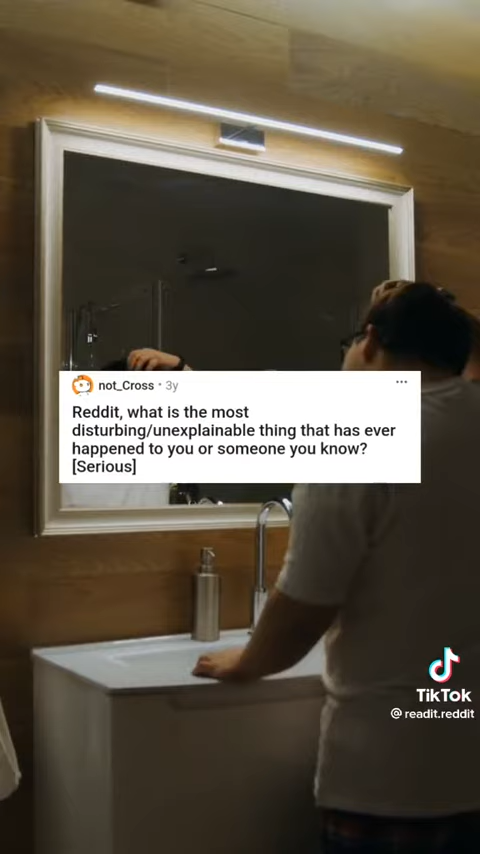 not_Cross • 3y
Reddit, what is the most
disturbing/unexplainable thing that has ever
happened to you or someone you know?
[Serious]
TikTok
@readit.reddit